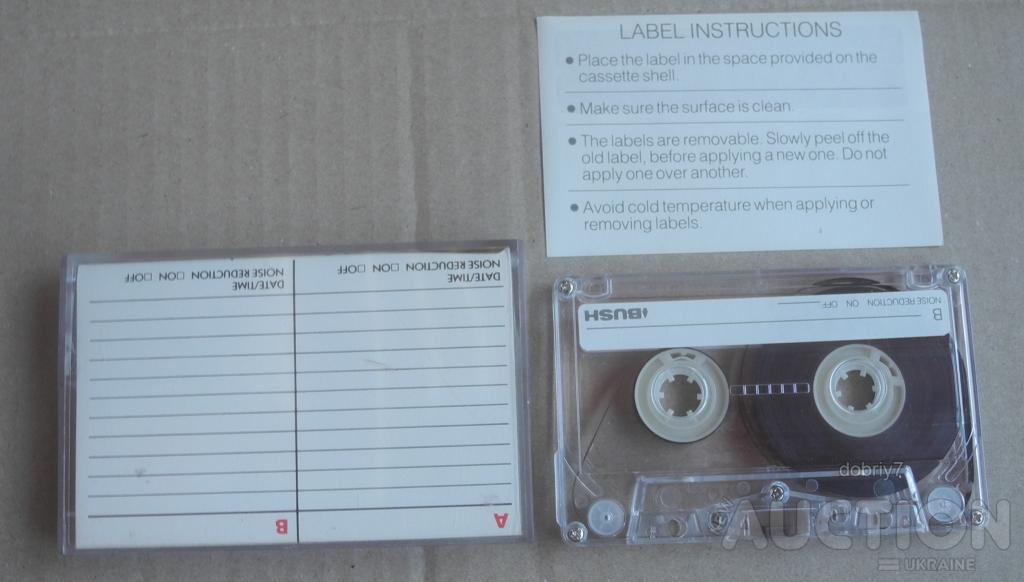 LABEL INSTRUCTIONS
● Place the label in the space provided on the
cassette shell.
● Make sure the surface is clean.
● The labels are removable. Slowly peel off the
old label, before applying a new one. Do not
apply one over another.
● Avoid cold temperature when applying or
removing labels.
A
B
DATE/TIME
NOISE REDUCTION □ON □OFF
DATE/TIME
NOISE REDUCTION □ON □OFF
B
BUSH
NOISE REDUCTION ON OFF
dobriy7
AUCTION
UKRAINE